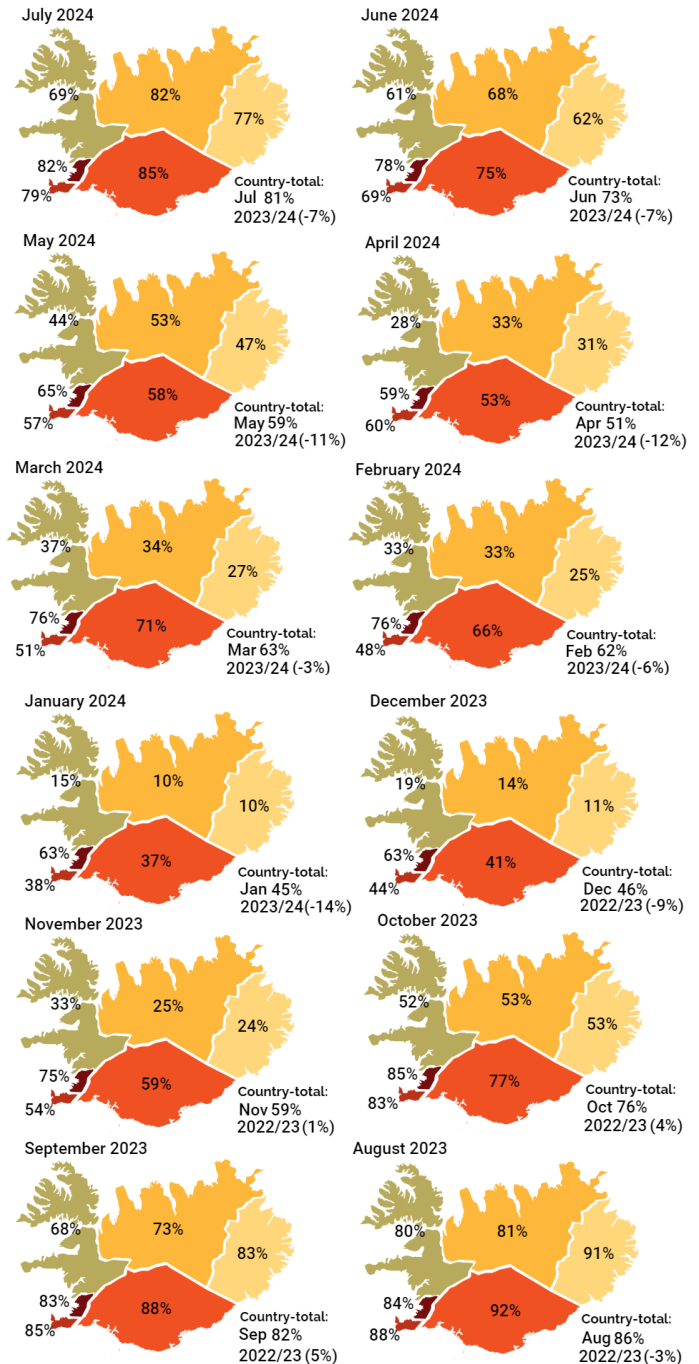 July 2024
69%
82%
77%
82%
85%
79%
Country-total:
Jul 81%
2023/24 (-7%)
June 2024
61%
68%
62%
78%
75%
69%
Country-total:
Jun 73%
2023/24 (-7%)
May 2024
44%
53%
47%
65%
58%
57%
Country-total:
May 59%
2023/24 (-11%)
April 2024
28%
33%
31%
59%
53%
60%
Country-total:
Apr 51%
2023/24 (-12%)
March 2024
37%
34%
27%
76%
71%
51%
Country-total:
Mar 63%
2023/24 (-3%)
February 2024
33%
33%
25%
76%
66%
48%
Country-total:
Feb 62%
2023/24 (-6%)
January 2024
15%
10%
10%
63%
37%
38%
Country-total:
Jan 45%
2023/24(-14%)
December 2023
19%
14%
11%
63%
41%
44%
Country-total:
Dec 46%
2022/23 (-9%)
November 2023
33%
25%
24%
75%
59%
54%
Country-total:
Nov 59%
2022/23 (1%)
October 2023
52%
53%
53%
85%
77%
83%
Country-total:
Oct 76%
2022/23 (4%)
September 2023
68%
73%
83%
83%
88%
85%
Country-total:
Sep 82%
2022/23 (5%)
August 2023
80%
81%
91%
84%
92%
88%
Country-total:
Aug 86%
2022/23 (-3%)